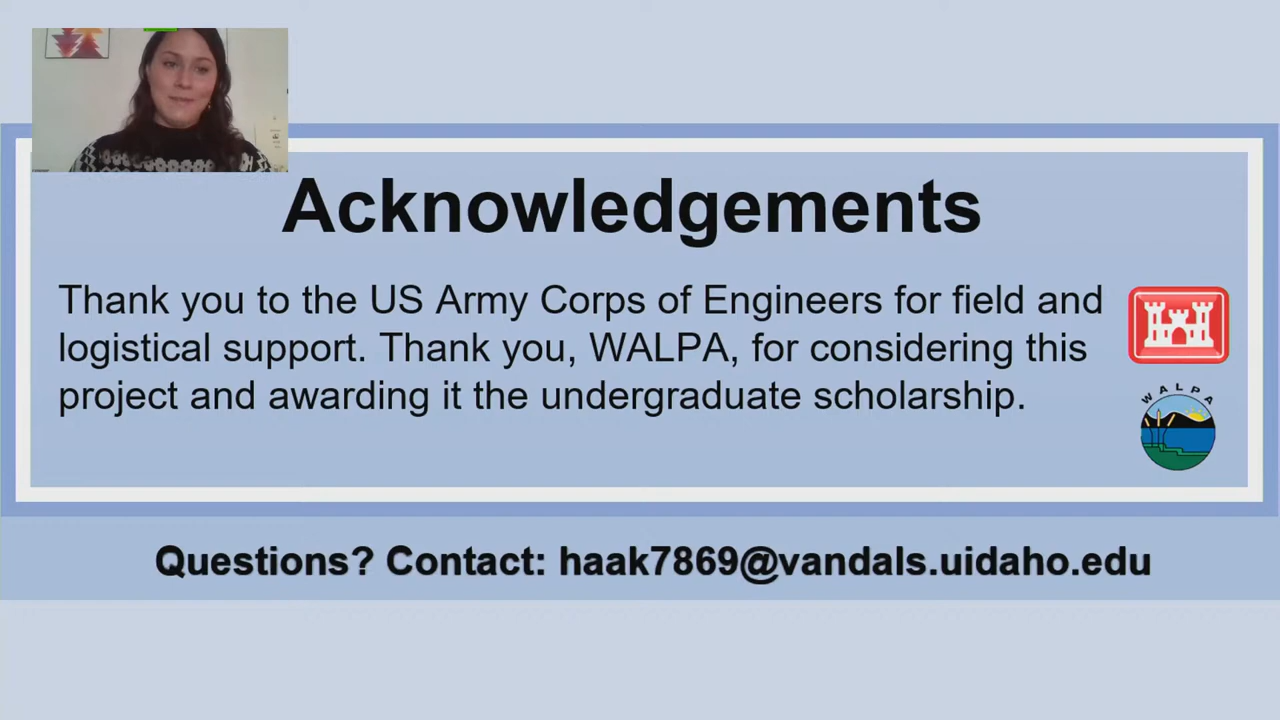 Acknowledgements
Thank you to the US Army Corps of Engineers for field and
logistical support. Thank you, WALPA, for considering this
project and awarding it the undergraduate scholarship.
WALPA
Questions? Contact: haak7869@vandals.uidaho.edu